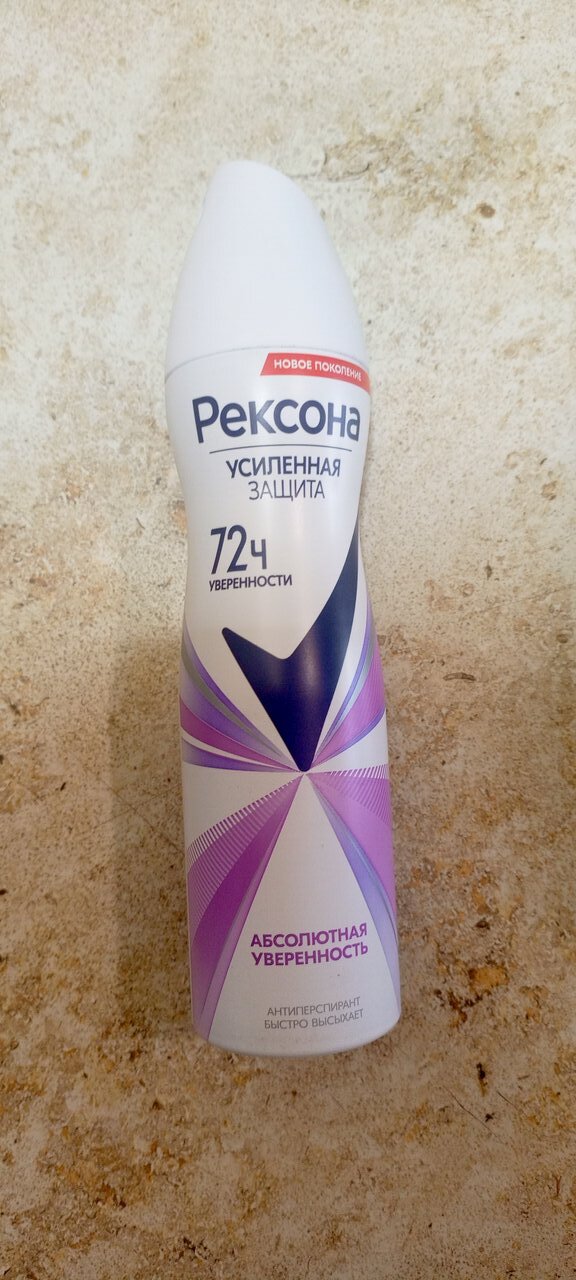 НОВОЕ ПОКОЛЕНИЕ
Рексона
УСИЛЕННАЯ
ЗАЩИТА
72ч
УВЕРЕННОСТИ
АБСОЛЮТНАЯ
УВЕРЕННОСТЬ
АНТИПЕРСПИРАНТ
БЫСТРО ВЫСЫХАЕТ